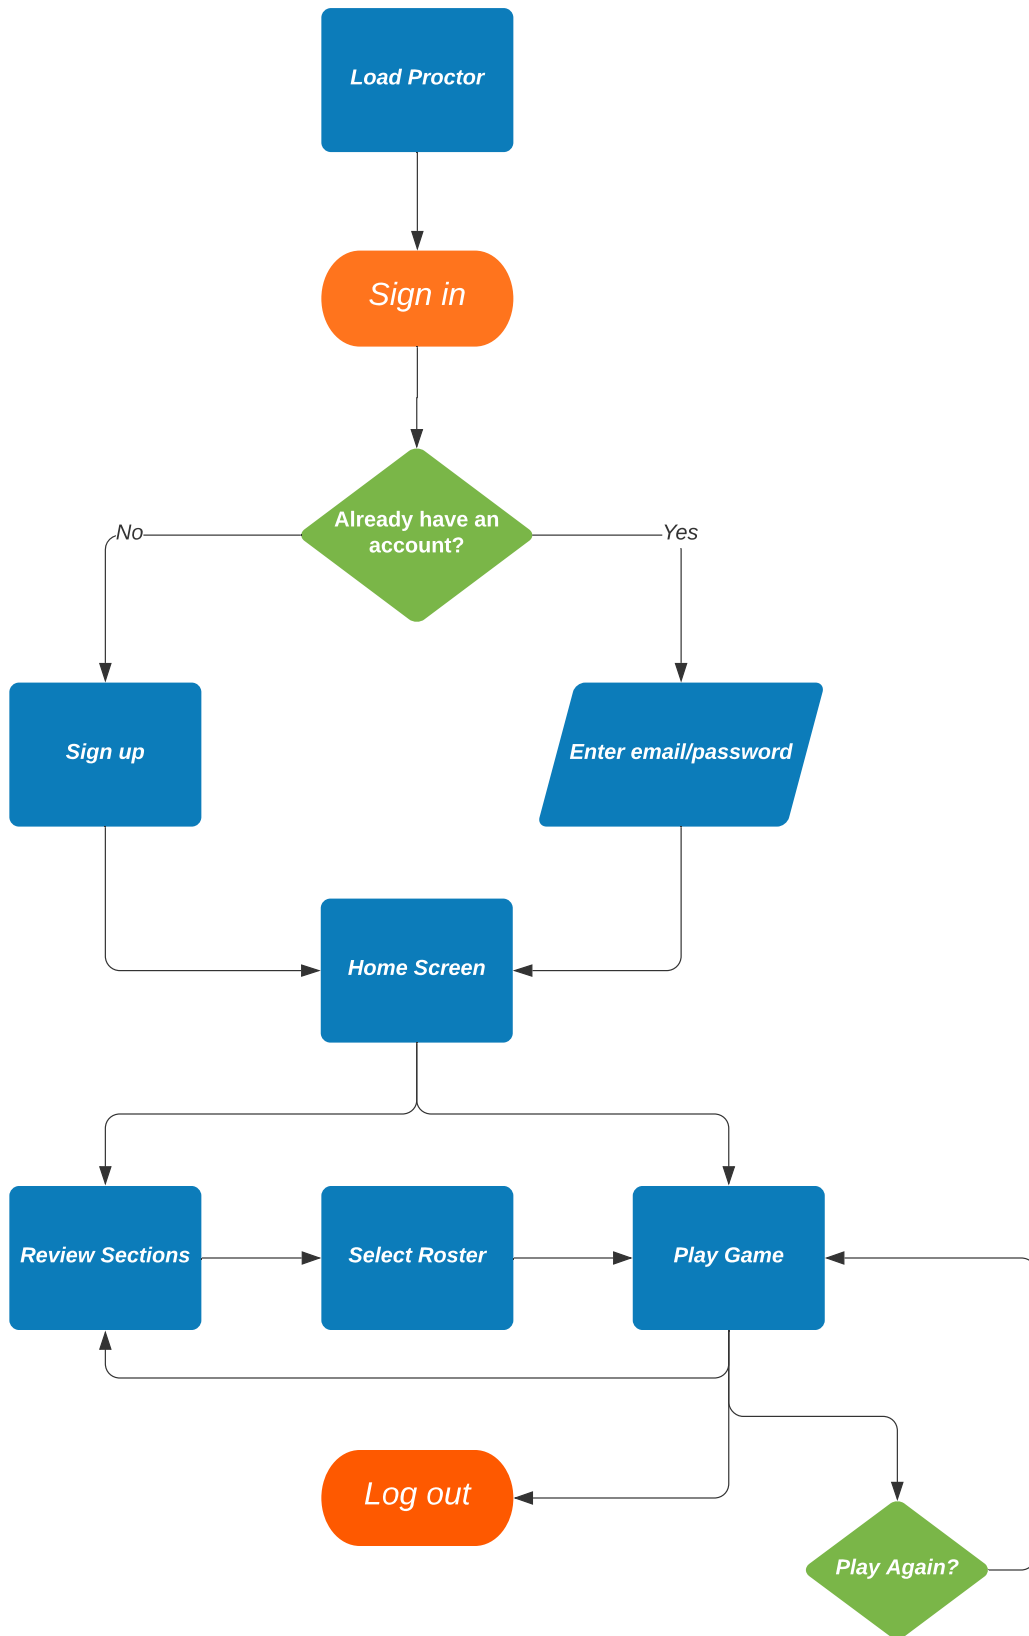 Load Proctor
Sign in
Already have an
account?
No
Yes
Sign up
Enter email/password
Home Screen
Review Sections
Select Roster
Play Game
Log out
Play Again?